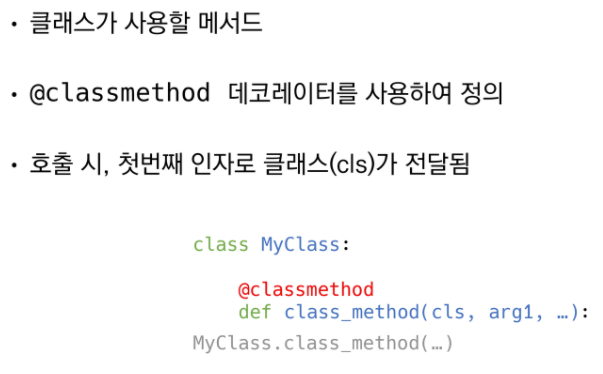 • 클래스가 사용할 메서드
• @classmethod 데코레이터를 사용하여 정의
• 호출 시, 첫번째 인자로 클래스(cls)가 전달됨
class MyClass:
@classmethod
def class_method(cls, arg1, …):
MyClass.class_method(…)